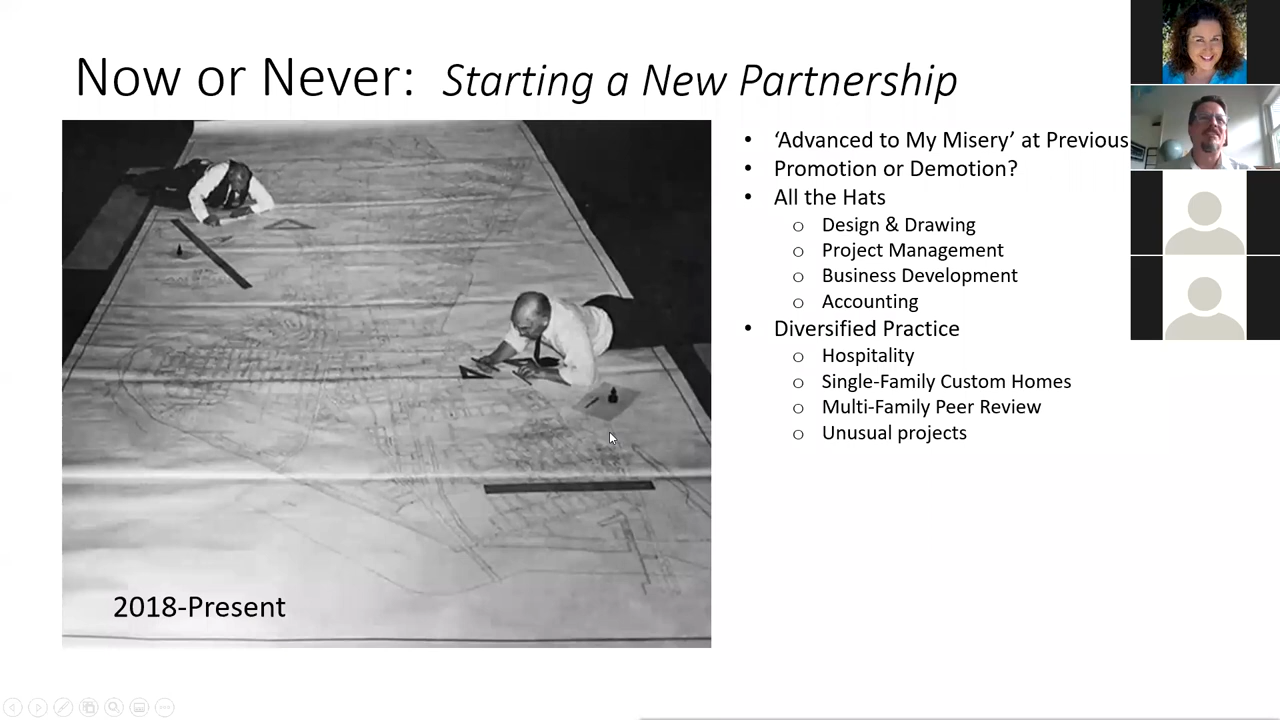 Now or Never: Starting a New Partnership
‘Advanced to My Misery’ at Previous
Promotion or Demotion?
All the Hats
Design & Drawing
Project Management
Business Development
Accounting
Diversified Practice
Hospitality
Single-Family Custom Homes
Multi-Family Peer Review
Unusual projects
2018-Present